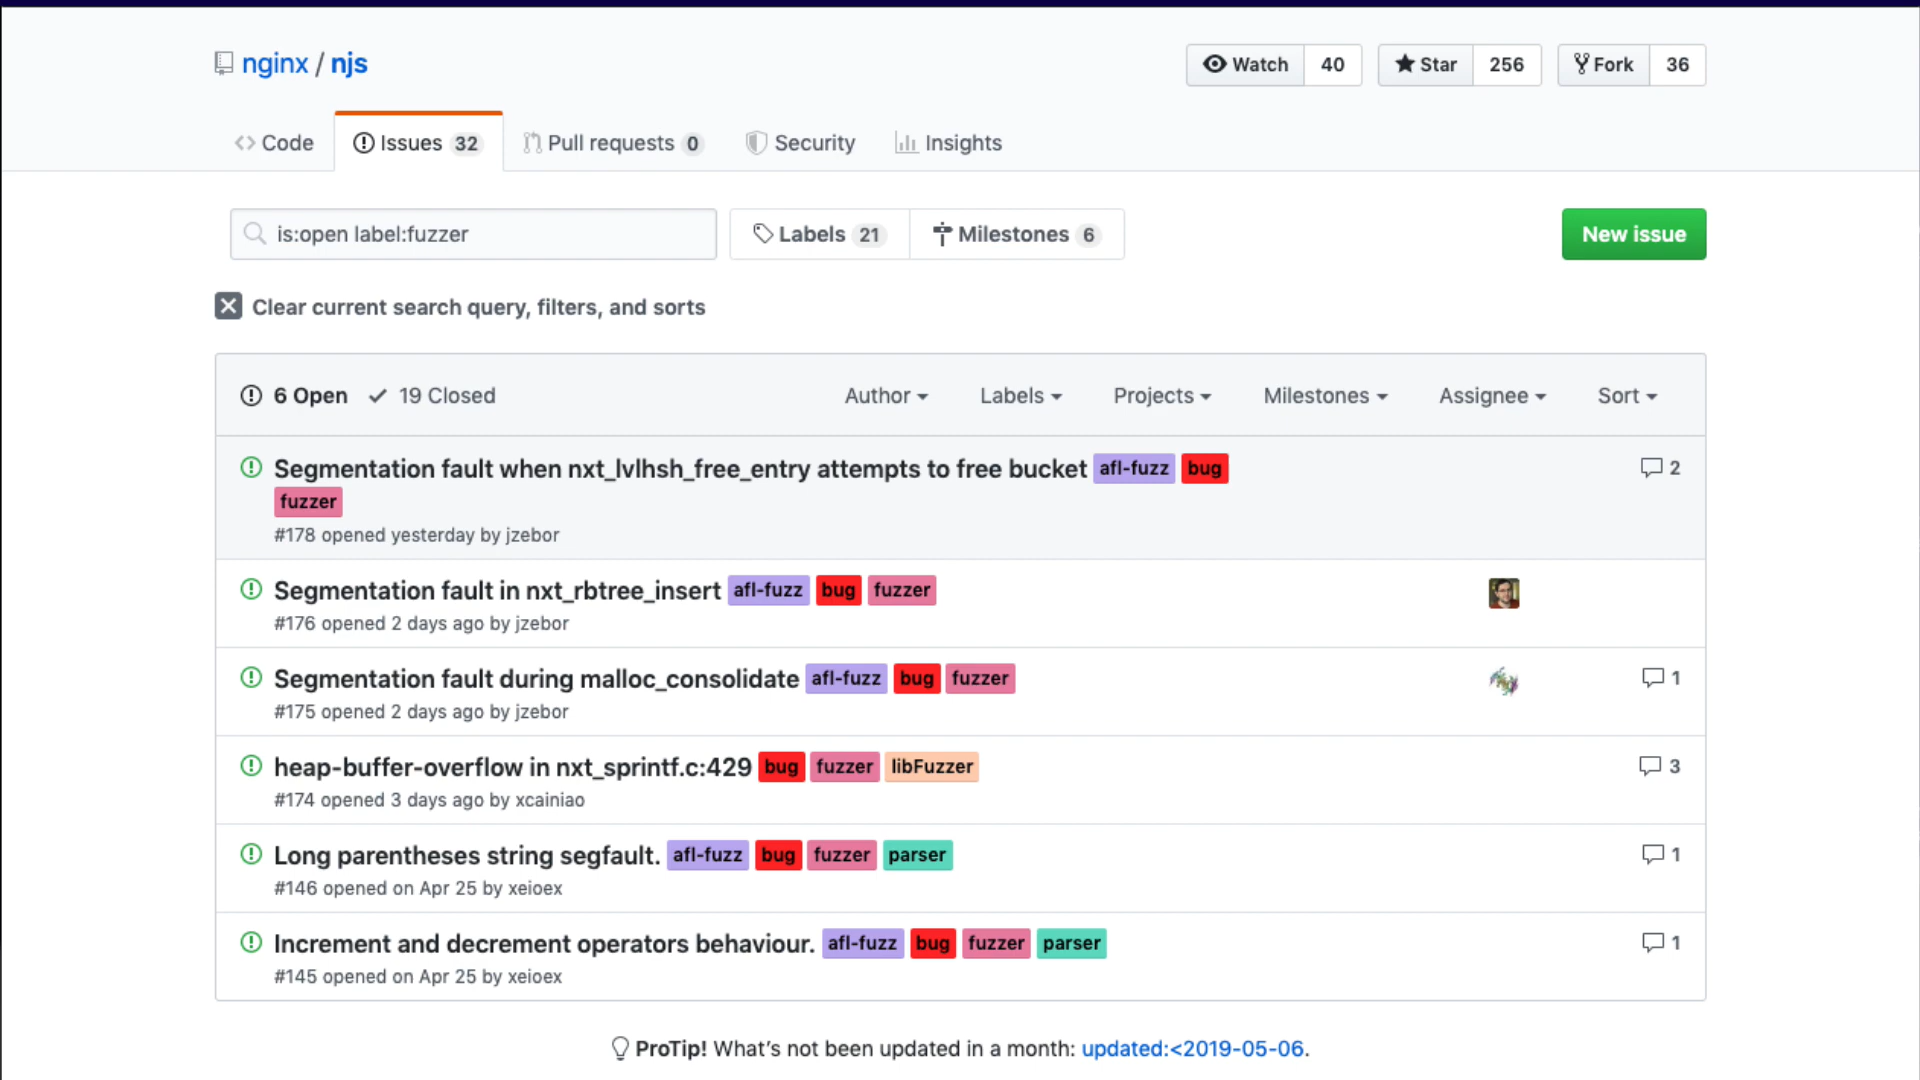 nginx / njs
Watch 40 Star 256 Fork 36
Code Issues 32 Pull requests 0 Security Insights
is:open label:fuzzer Labels 21 Milestones 6 New issue
Clear current search query, filters, and sorts
6 Open 19 Closed Author Labels Projects Milestones Assignee Sort
Segmentation fault when nxt_lvlhsh_free_entry attempts to free bucket afl-fuzz bug 2
fuzzer
#178 opened yesterday by jzebor
Segmentation fault in nxt_rbtree_insert afl-fuzz bug fuzzer
#176 opened 2 days ago by jzebor
Segmentation fault during malloc_consolidate afl-fuzz bug fuzzer 1
#175 opened 2 days ago by jzebor
heap-buffer-overflow in nxt_sprintf.c:429 bug fuzzer libFuzzer 3
#174 opened 3 days ago by xcainiao
Long parentheses string segfault. afl-fuzz bug fuzzer parser 1
#146 opened on Apr 25 by xeioex
Increment and decrement operators behaviour. afl-fuzz bug fuzzer parser 1
#145 opened on Apr 25 by xeioex
ProTip! What's not been updated in a month: updated:<2019-05-06.